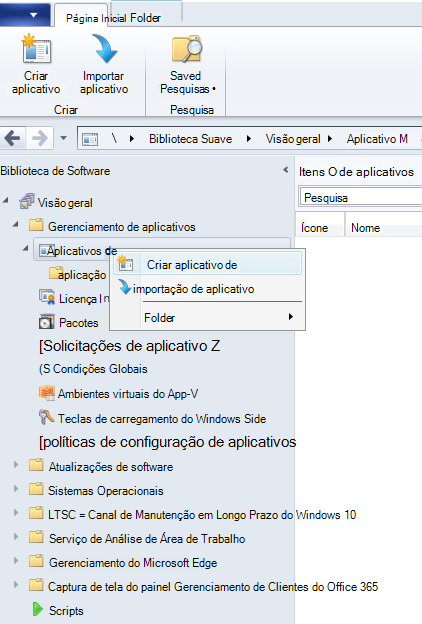 Página Inicial Folder
Criar aplicativo
Importar aplicativo
Saved Pesquisas
Criar
Pesquisa
\ Biblioteca Suave Visão geral Aplicativo M
Biblioteca de Software
Itens O de aplicativos
Visão geral
Pesquisa
Gerenciamento de aplicativos
Ícone Nome
Aplicativos de
Criar aplicativo de
aplicação
importação de aplicativo
Licença I n
Pacotes
Folder
[Solicitações de aplicativo Z
(S Condições Globais
Ambientes virtuais do App-V
Teclas de carregamento do Windows Side
[políticas de configuração de aplicativos
Atualizações de software
Sistemas Operacionais
LTSC = Canal de Manutenção em Longo Prazo do Windows 10
Serviço de Análise de Área de Trabalho
Gerenciamento do Microsoft Edge
Captura de tela do painel Gerenciamento de Clientes do Office 365
Scripts